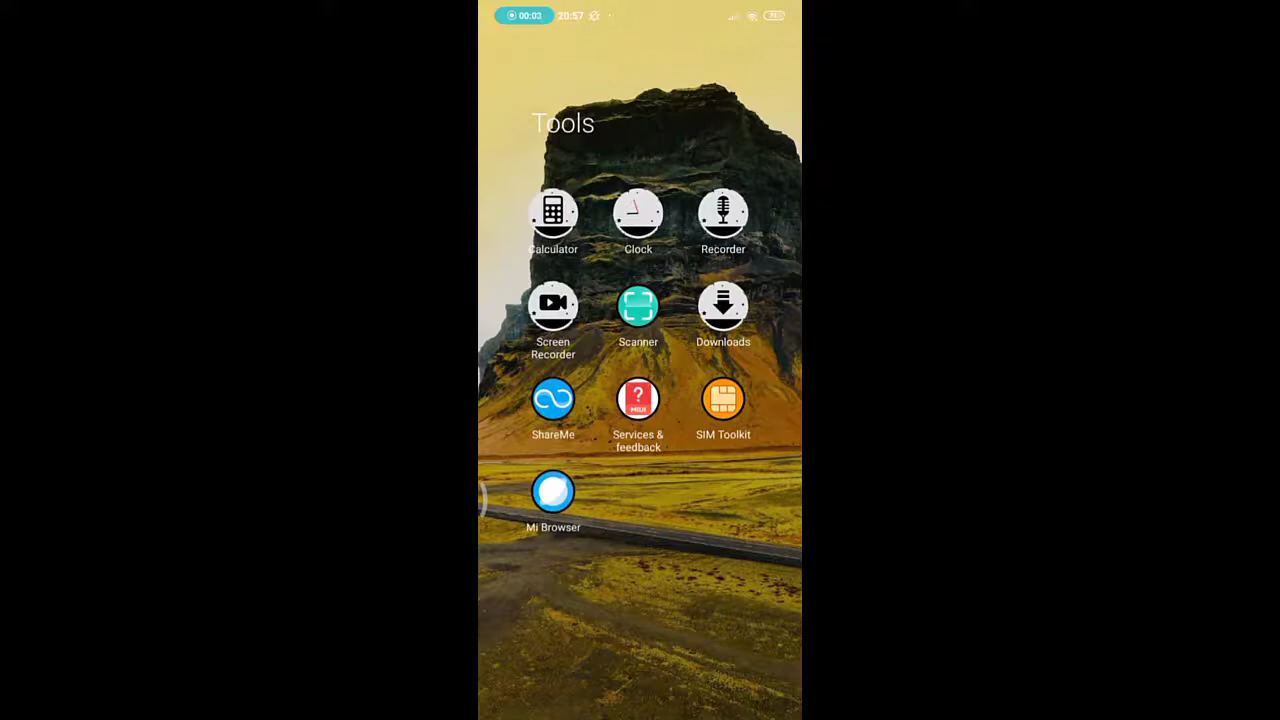 00:03 20:57
Tools
Calculator Clock Recorder
Screen Recorder Scanner Downloads
?
MIUI
ShareMe Services & feedback SIM Toolkit
Mi Browser